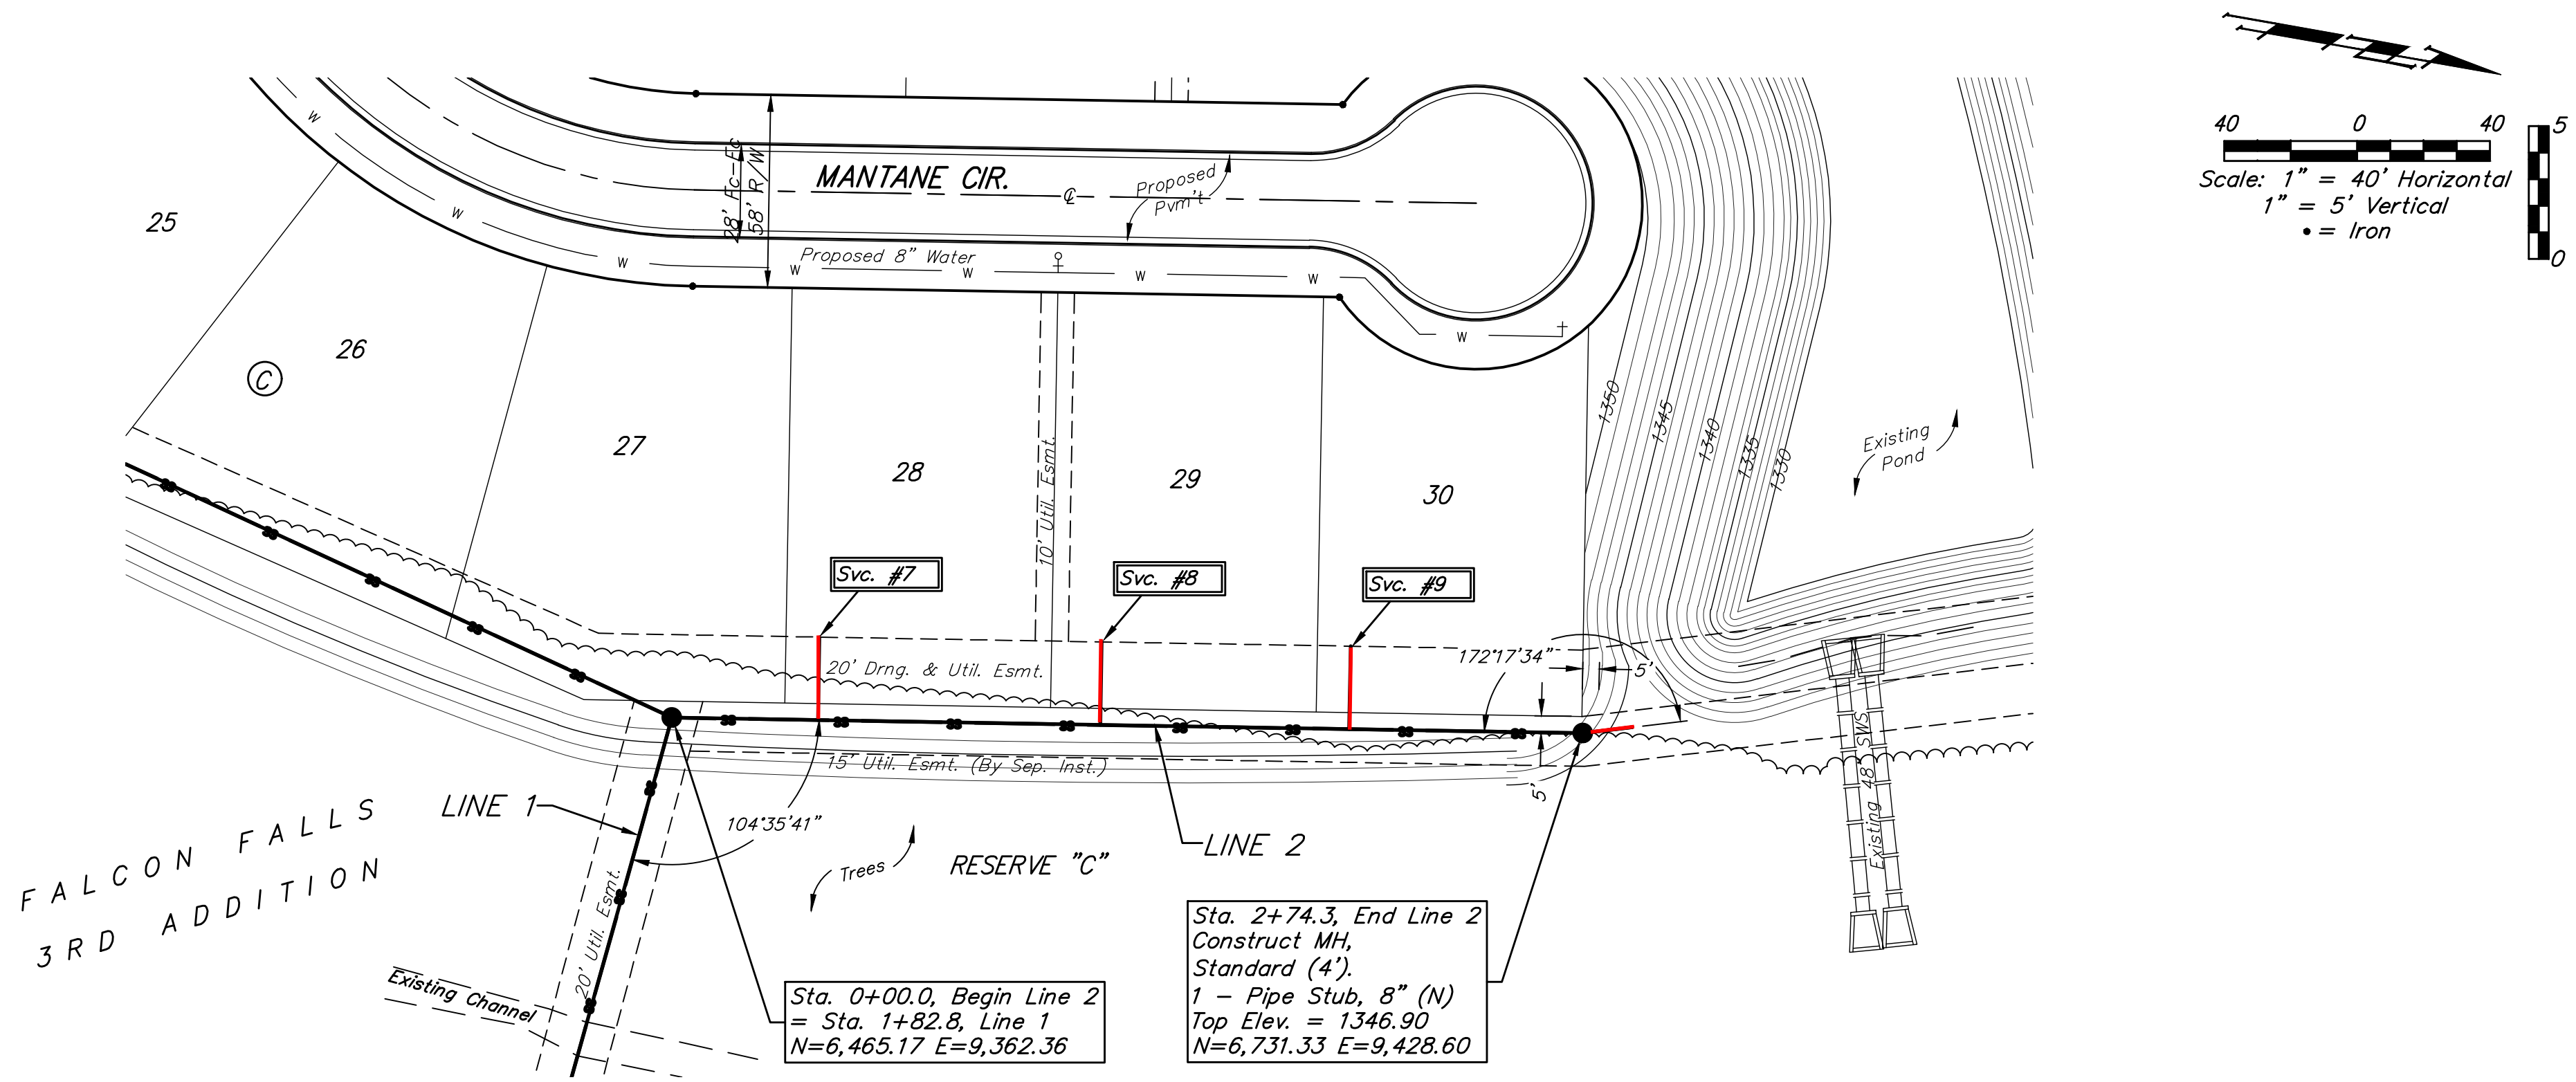 40 0 40
Scale: 1" = 40' Horizontal
1" = 5' Vertical
• = Iron
5
0
28' Fc-Fc
58' R/W
MANTANE CIR.
℄
Proposed
Pvm't
Proposed 8" Water
W
W
W
W
W
W
W
W
25
26
C
27
28
29
30
10' Util. Esmt.
1350
1345
1340
1335
1330
Existing
Pond
Svc. #7
Svc. #8
Svc. #9
20' Drng. & Util. Esmt.
172°17'34"
5'
5'
15' Util. Esmt. (By Sep. Inst.)
LINE 1
104°35'41"
LINE 2
Trees
RESERVE "C"
Existing 48" SWS
FALCON FALLS
3RD ADDITION
20' Util. Esmt.
Existing Channel
Sta. 0+00.0, Begin Line 2
= Sta. 1+82.8, Line 1
N=6,465.17 E=9,362.36
Sta. 2+74.3, End Line 2
Construct MH,
Standard (4').
1 - Pipe Stub, 8" (N)
Top Elev. = 1346.90
N=6,731.33 E=9,428.60